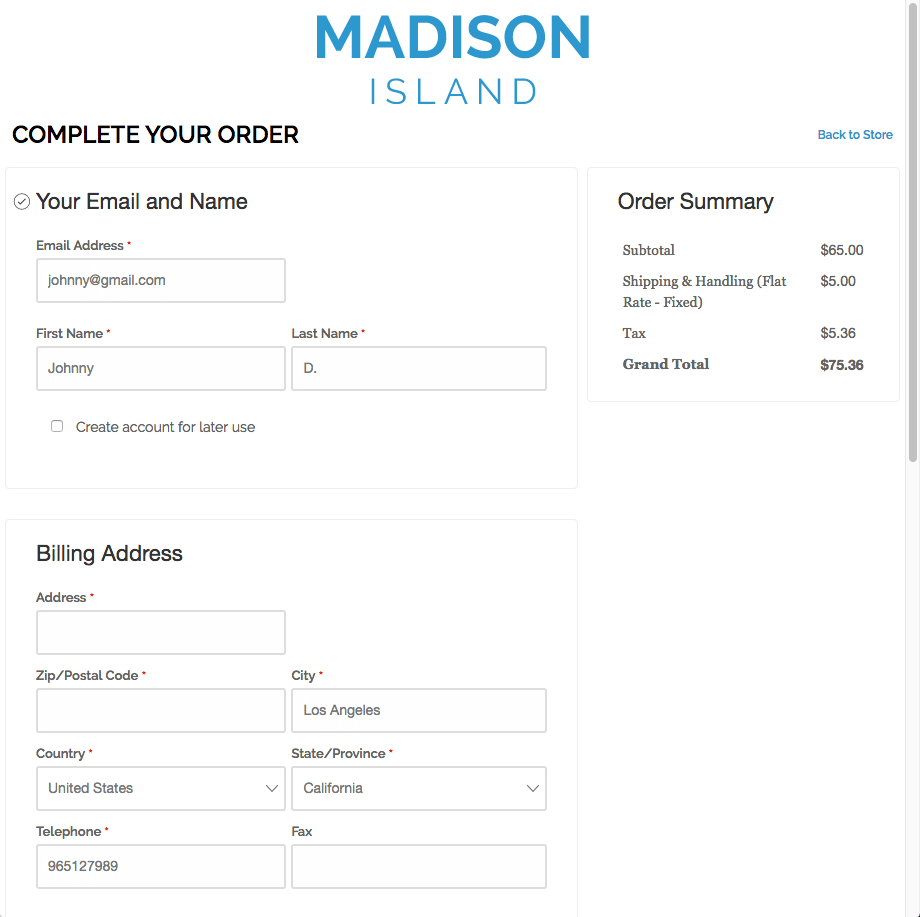 MADISON
ISLAND
COMPLETE YOUR ORDER
Back to Store
Your Email and Name
Email Address *
johnny@gmail.com
First Name *
Last Name *
Johnny
D.
Create account for later use
Order Summary
Subtotal $65.00
Shipping & Handling (Flat $5.00
Rate - Fixed)
Tax $5.36
Grand Total $75.36
Billing Address
Address *
Zip/Postal Code *
City *
Los Angeles
Country *
State/Province *
United States
California
Telephone *
Fax
965127989